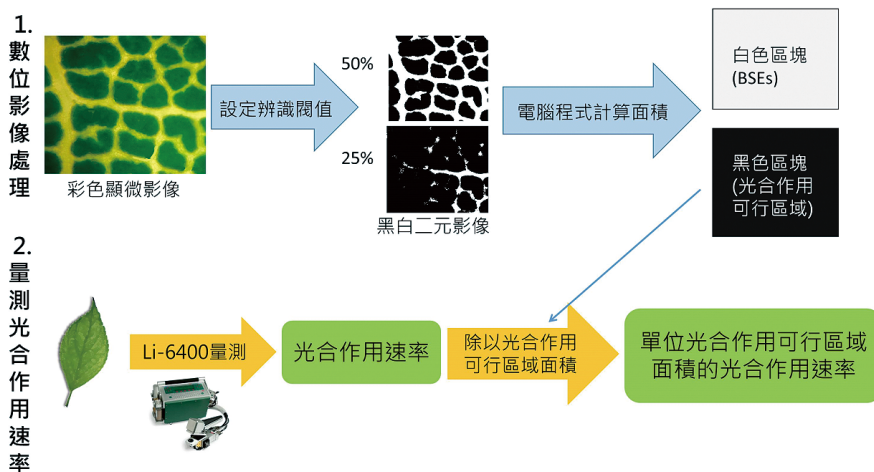 1.
數位影像處理
50%
25%
設定辨識閥值
電腦程式計算面積
白色區塊
(BSEs)
黑色區塊
(光合作用
可行區域)
彩色顯微影像
黑白二元影像
2.
量測光合作用速率
Li-6400量測
光合作用速率
除以光合作用
可行區域面積
單位光合作用可行區域
面積的光合作用速率